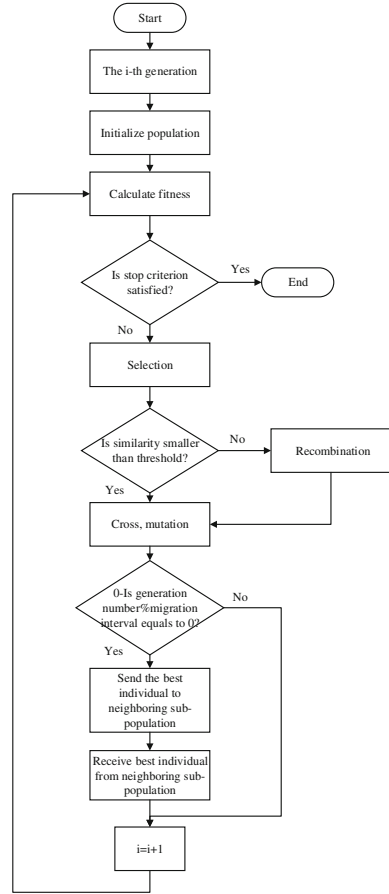 Start
The i-th generation
Initialize population
Calculate fitness
Is stop criterion
satisfied?
Yes
End
No
Selection
Is similarity smaller
than threshold?
No
Recombination
Yes
Cross, mutation
0-Is generation
number%migration
interval equals to 0?
No
Yes
Send the best
individual to
neighboring sub-
population
Receive best individual
from neighboring sub-
population
i=i+1